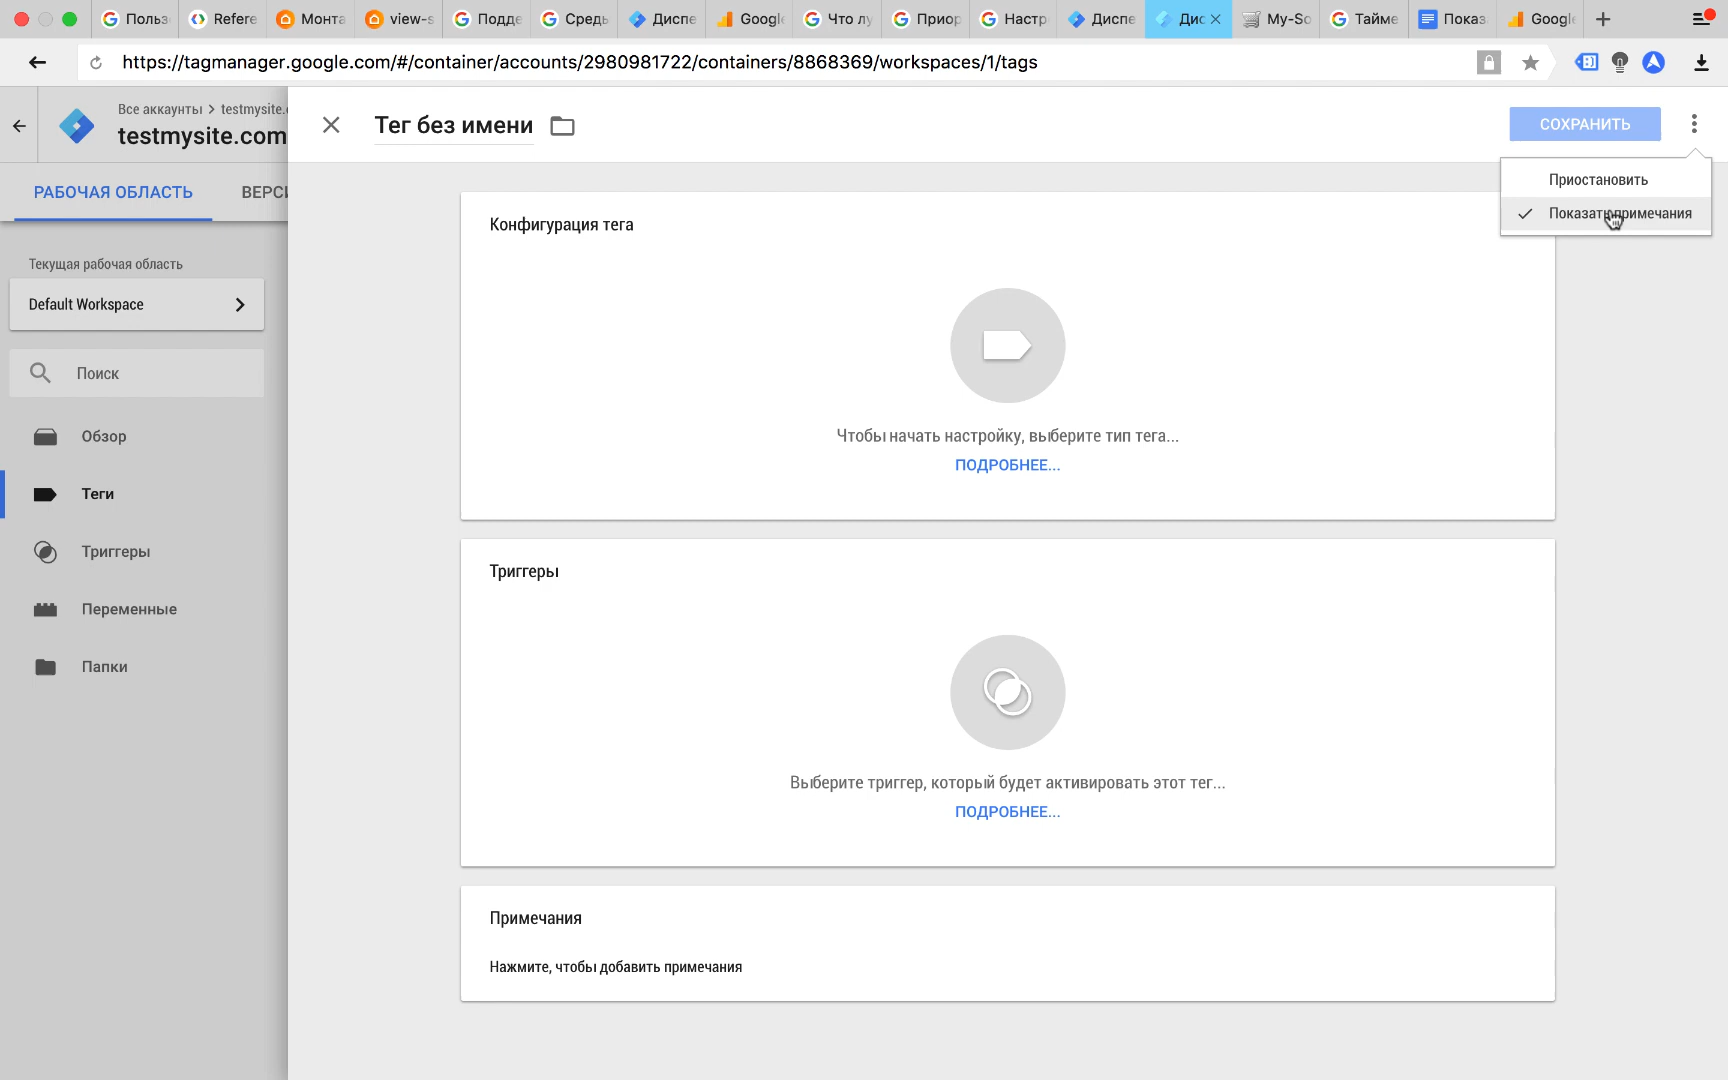 Польз
Refere
Монта
view-s
Подде
Средь
Диспе
Google
Что лу
Приор
Настр
Диспе
Дис
My-So
Тайме
Показ
Google
https://tagmanager.google.com/#/container/accounts/2980981722/containers/8868369/workspaces/1/tags
Все аккаунты > testmysite.
testmysite.com
Тег без имени
СОХРАНИТЬ
Приостановить
Показать примечания
РАБОЧАЯ ОБЛАСТЬ
ВЕРСИ
Конфигурация тега
Текущая рабочая область
Default Workspace
Поиск
Обзор
Чтобы начать настройку, выберите тип тега...
ПОДРОБНЕЕ...
Теги
Триггеры
Триггеры
Переменные
Папки
Выберите триггер, который будет активировать этот тег...
ПОДРОБНЕЕ...
Примечания
Нажмите, чтобы добавить примечания